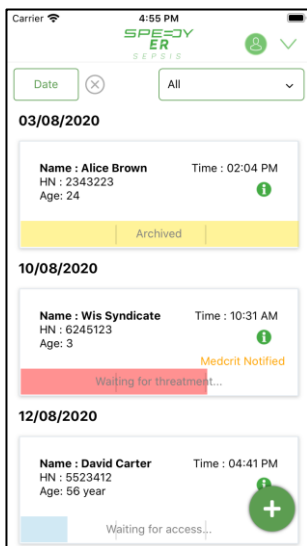 Carrier 4:55 PM
SPEEDY
ER
SEPSIS
Date All
03/08/2020
Name : Alice Brown Time : 02:04 PM
HN : 2343223
Age: 24
Archived
10/08/2020
Name : Wis Syndicate Time : 10:31 AM
HN : 6245123
Age: 3
Medcrit Notified
Waiting for threatment...
12/08/2020
Name : David Carter Time : 04:41 PM
HN : 5523412
Age: 56 year
Waiting for access...